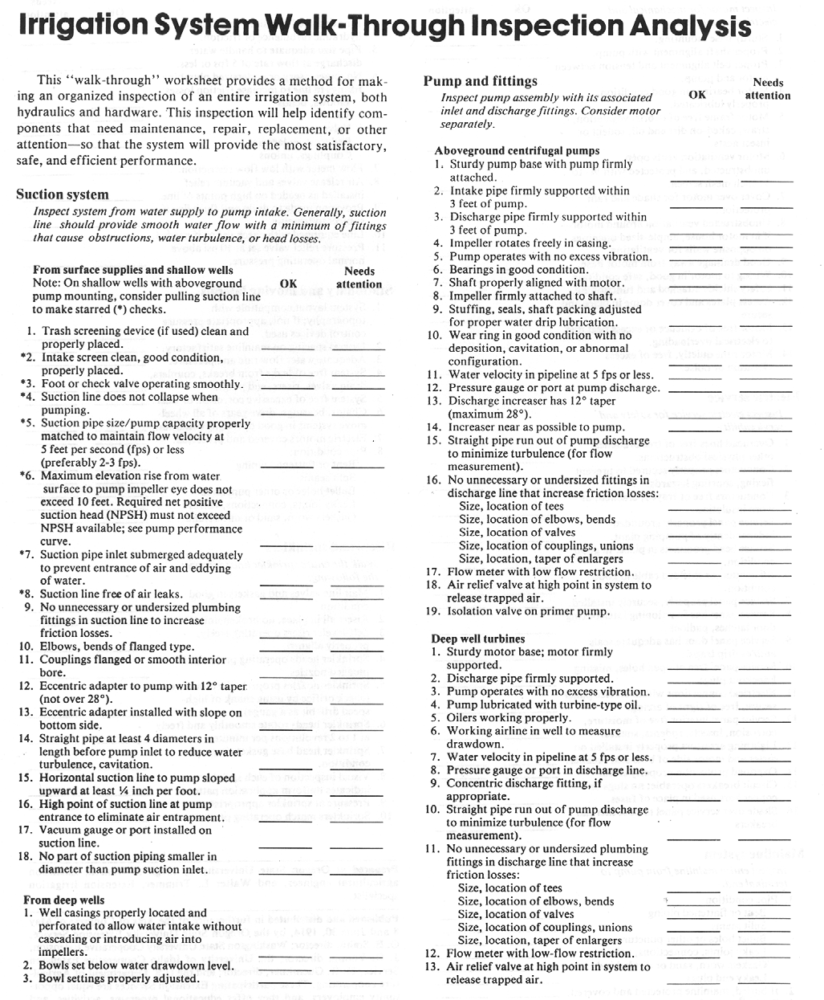 Irrigation System Walk-Through Inspection Analysis
This "walk-through" worksheet provides a method for mak-
ing an organized inspection of an entire irrigation system, both
hydraulics and hardware. This inspection will help identify com-
ponents that need maintenance, repair, replacement, or other
attention—so that the system will provide the most satisfactory,
safe, and efficient performance.
Suction system
Inspect system from water supply to pump intake. Generally, suction
line should provide smooth water flow with a minimum of fittings
that cause obstructions, water turbulence, or head losses.
From surface supplies and shallow wells
Note: On shallow wells with aboveground
pump mounting, consider pulling suction line
to make starred (*) checks.
OK
Needs
attention
1. Trash screening device (if used) clean and
properly placed.
*2. Intake screen clean, good condition,
properly placed.
*3. Foot or check valve operating smoothly.
*4. Suction line does not collapse when
pumping.
*5. Suction pipe size/pump capacity properly
matched to maintain flow velocity at
5 feet per second (fps) or less
(preferably 2-3 fps).
*6. Maximum elevation rise from water
surface to pump impeller eye does not
exceed 10 feet. Required net positive
suction head (NPSH) must not exceed
NPSH available; see pump performance
curve.
*7. Suction pipe inlet submerged adequately
to prevent entrance of air and eddying
of water.
*8. Suction line free of air leaks.
9. No unnecessary or undersized plumbing
fittings in suction line to increase
friction losses.
10. Elbows, bends of flanged type.
11. Couplings flanged or smooth interior
bore.
12. Eccentric adapter to pump with 12° taper
(not over 28°).
13. Eccentric adapter installed with slope on
bottom side.
14. Straight pipe at least 4 diameters in
length before pump inlet to reduce water
turbulence, cavitation.
15. Horizontal suction line to pump sloped
upward at least ¼ inch per foot.
16. High point of suction line at pump
entrance to eliminate air entrapment.
17. Vacuum gauge or port installed on
suction line.
18. No part of suction piping smaller in
diameter than pump suction inlet.
From deep wells
1. Well casings properly located and
perforated to allow water intake without
cascading or introducing air into
impellers.
2. Bowls set below water drawdown level.
3. Bowl settings properly adjusted.
Pump and fittings
Inspect pump assembly with its associated
inlet and discharge fittings. Consider motor
separately.
OK
Needs
attention
Aboveground centrifugal pumps
1. Sturdy pump base with pump firmly
attached.
2. Intake pipe firmly supported within
3 feet of pump.
3. Discharge pipe firmly supported within
3 feet of pump.
4. Impeller rotates freely in casing.
5. Pump operates with no excess vibration.
6. Bearings in good condition.
7. Shaft properly aligned with motor.
8. Impeller firmly attached to shaft.
9. Stuffing, seals, shaft packing adjusted
for proper water drip lubrication.
10. Wear ring in good condition with no
deposition, cavitation, or abnormal
configuration.
11. Water velocity in pipeline at 5 fps or less.
12. Pressure gauge or port at pump discharge.
13. Discharge increaser has 12° taper
(maximum 28°).
14. Increaser near as possible to pump.
15. Straight pipe run out of pump discharge
to minimize turbulence (for flow
measurement).
16. No unnecessary or undersized fittings in
discharge line that increase friction losses:
Size, location of tees
Size, location of elbows, bends
Size, location of valves
Size, location of couplings, unions
Size, location, taper of enlargers
17. Flow meter with low flow restriction.
18. Air relief valve at high point in system to
release trapped air.
19. Isolation valve on primer pump.
Deep well turbines
1. Sturdy motor base; motor firmly
supported.
2. Discharge pipe firmly supported.
3. Pump operates with no excess vibration.
4. Pump lubricated with turbine-type oil.
5. Oilers working properly.
6. Working airline in well to measure
drawdown.
7. Water velocity in pipeline at 5 fps or less.
8. Pressure gauge or port in discharge line.
9. Concentric discharge fitting, if
appropriate.
10. Straight pipe run out of pump discharge
to minimize turbulence (for flow
measurement).
11. No unnecessary or undersized plumbing
fittings in discharge line that increase
friction losses:
Size, location of tees
Size, location of elbows, bends
Size, location of valves
Size, location of couplings, unions
Size, location, taper of enlargers
12. Flow meter with low-flow restriction.
13. Air relief valve at high point in system to
release trapped air.